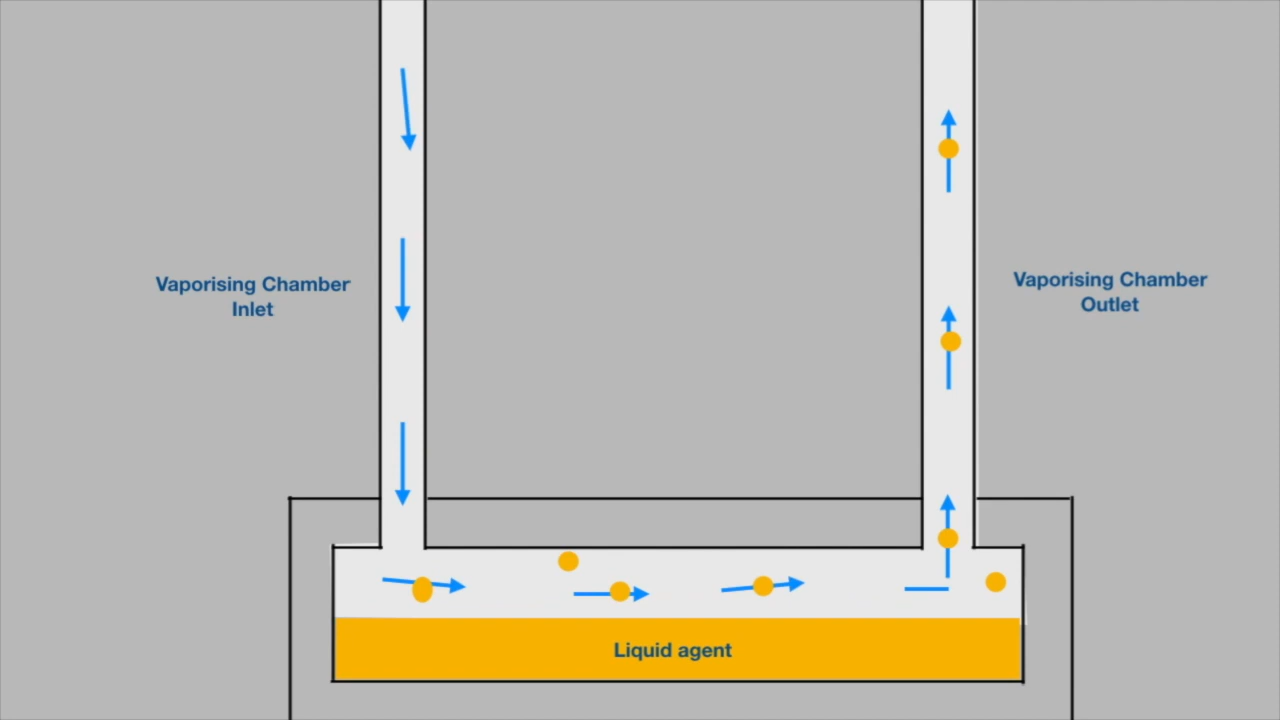 Vaporising Chamber
Inlet
Vaporising Chamber
Outlet
Liquid agent